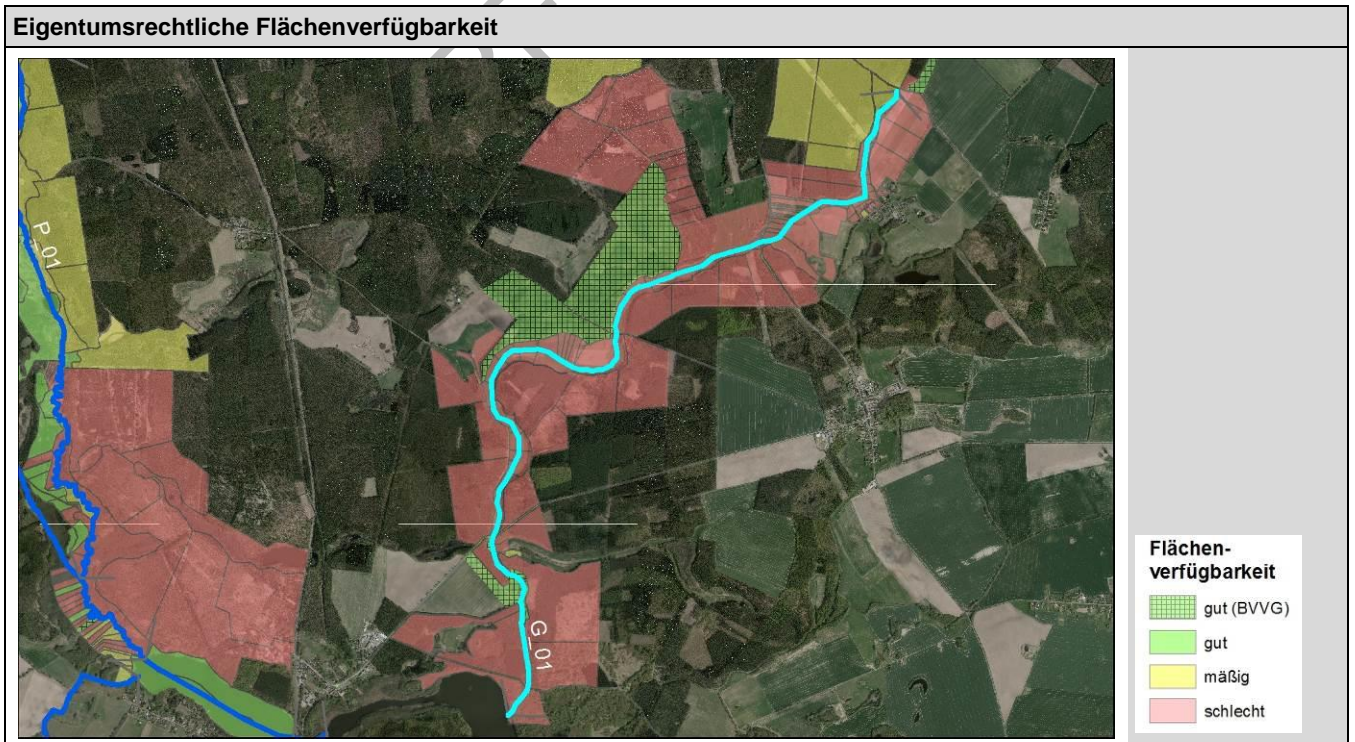 Eigentumsrechtliche Flächenverfügbarkeit
P_01
G_01
Flächen-
verfügbarkeit
gut (BVVG)
gut
mäßig
schlecht